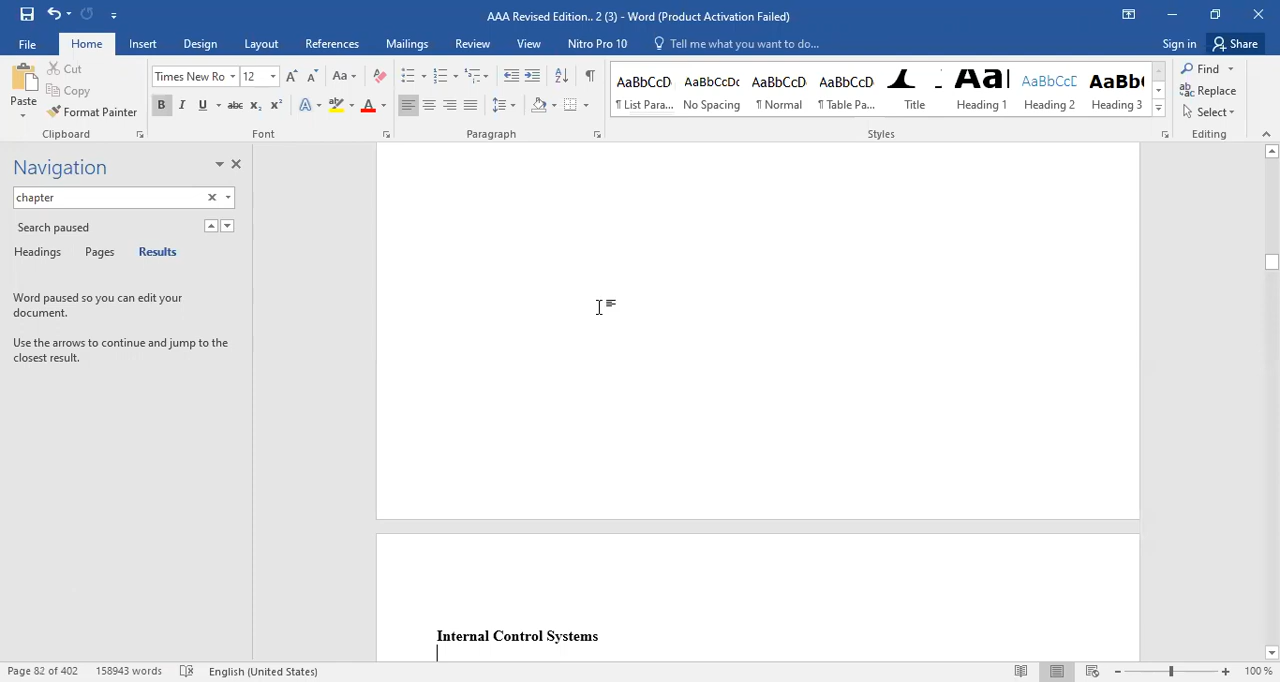 AAA Revised Edition.. 2 (3) - Word (Product Activation Failed)
File Home Insert Design Layout References Mailings Review View Nitro Pro 10 Tell me what you want to do... Sign in Share
Paste
Cut
Copy
Format Painter
Clipboard
Times New Ro 12
Font
Paragraph
AaBbCcD AaBbCcDc AaBbCcD AaBbCcD AaI AaBbCcD AaBbC
¶ List Para... No Spacing ¶ Normal ¶ Table Pa... Title Heading 1 Heading 2 Heading 3
Styles
Find
Replace
Select
Editing
Navigation
chapter
Search paused
Headings Pages Results
Word paused so you can edit your
document.
Use the arrows to continue and jump to the
closest result.
Internal Control Systems
Page 82 of 402 158943 words English (United States) 100 %